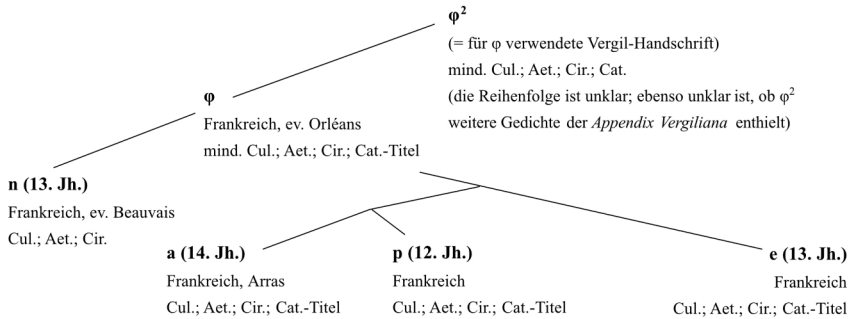 φ²
(= für φ verwendete Vergil-Handschrift)
mind. Cul.; Aet.; Cir.; Cat.
(die Reihenfolge ist unklar; ebenso unklar ist, ob φ²
weitere Gedichte der Appendix Vergiliana enthielt)
φ
Frankreich, ev. Orléans
mind. Cul.; Aet.; Cir.; Cat.-Titel
n (13. Jh.)
Frankreich, ev. Beauvais
Cul.; Aet.; Cir.
a (14. Jh.)
Frankreich, Arras
Cul.; Aet.; Cir.; Cat.-Titel
p (12. Jh.)
Frankreich
Cul.; Aet.; Cir.; Cat.-Titel
e (13. Jh.)
Frankreich
Cul.; Aet.; Cir.; Cat.-Titel